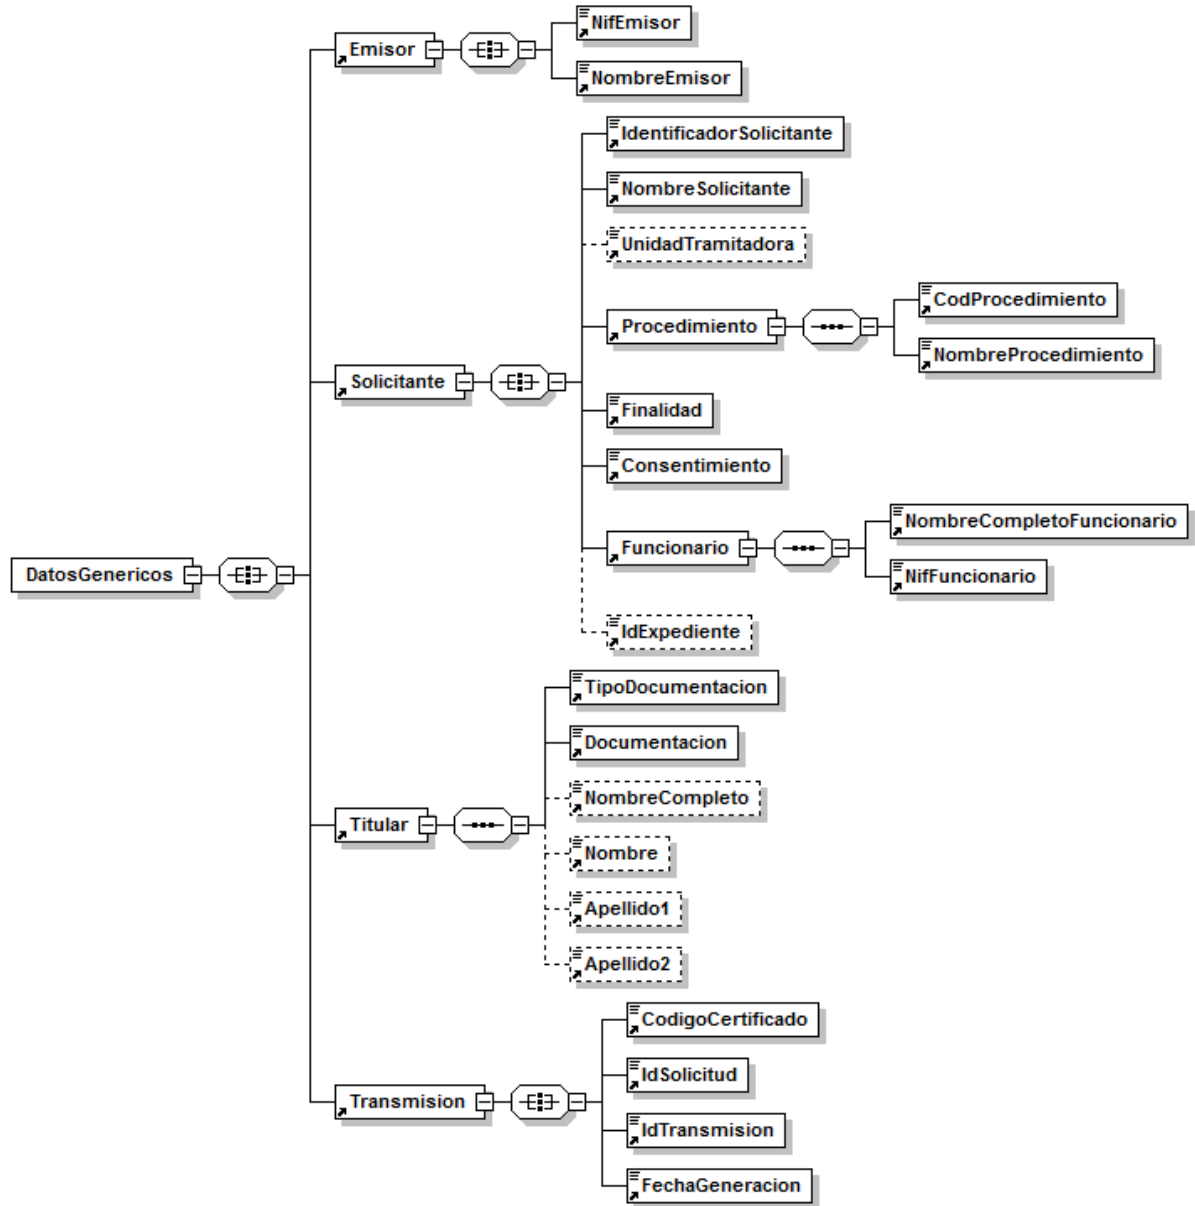 NifEmisor
Emisor
NombreEmisor
IdentificadorSolicitante
NombreSolicitante
UnidadTramitadora
CodProcedimiento
Procedimiento
NombreProcedimiento
Solicitante
Finalidad
Consentimiento
NombreCompletoFuncionario
Funcionario
DatosGenericos
NifFuncionario
IdExpediente
TipoDocumentacion
Documentacion
NombreCompleto
Titular
Nombre
Apellido1
Apellido2
CodigoCertificado
IdSolicitud
Transmision
IdTransmision
FechaGeneracion